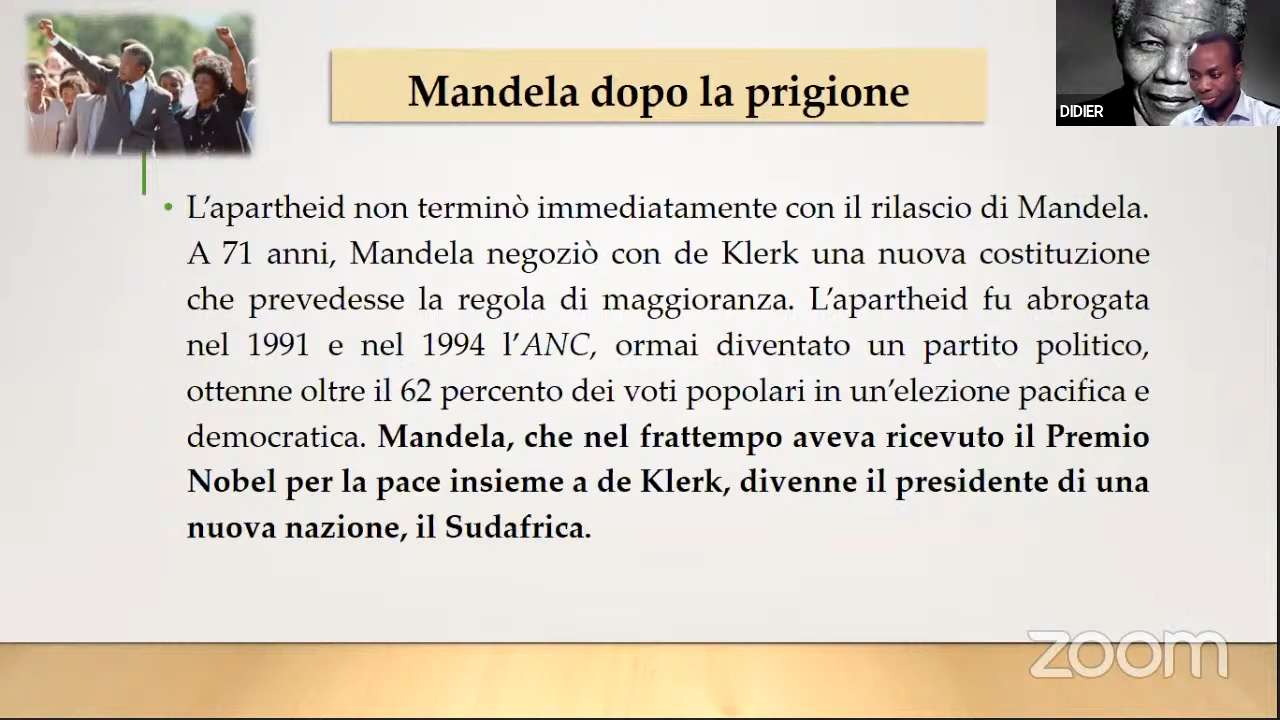 Mandela dopo la prigione
DIDIER
• L’apartheid non terminò immediatamente con il rilascio di Mandela.
A 71 anni, Mandela negoziò con de Klerk una nuova costituzione
che prevedesse la regola di maggioranza. L’apartheid fu abrogata
nel 1991 e nel 1994 l’ANC, ormai diventato un partito politico,
ottenne oltre il 62 percento dei voti popolari in un’elezione pacifica e
democratica. Mandela, che nel frattempo aveva ricevuto il Premio
Nobel per la pace insieme a de Klerk, divenne il presidente di una
nuova nazione, il Sudafrica.
zoom